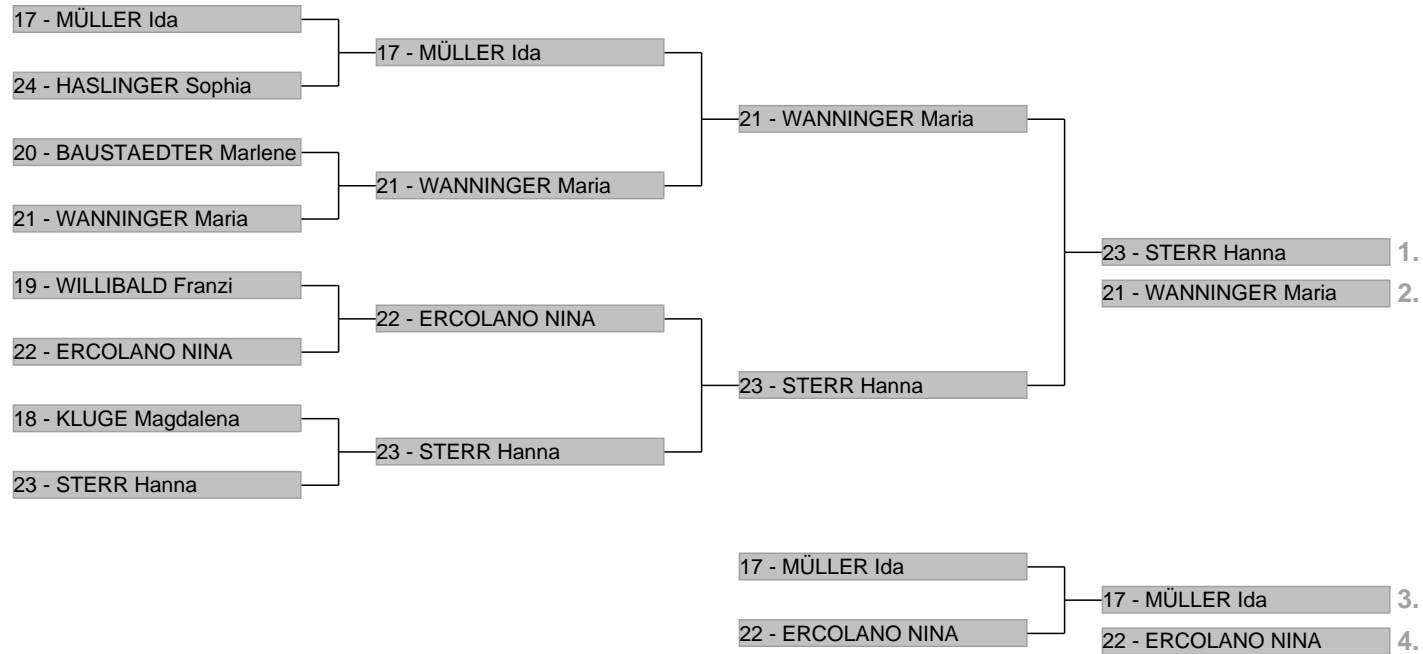 17 - MÜLLER Ida
24 - HASLINGER Sophia
20 - BAUSTAEDTER Marlene
21 - WANNINGER Maria
19 - WILLIBALD Franzi
22 - ERCOLANO NINA
18 - KLUGE Magdalena
23 - STERR Hanna
17 - MÜLLER Ida
21 - WANNINGER Maria
22 - ERCOLANO NINA
23 - STERR Hanna
21 - WANNINGER Maria
23 - STERR Hanna
23 - STERR Hanna 1.
21 - WANNINGER Maria 2.
17 - MÜLLER Ida
22 - ERCOLANO NINA
17 - MÜLLER Ida 3.
22 - ERCOLANO NINA 4.